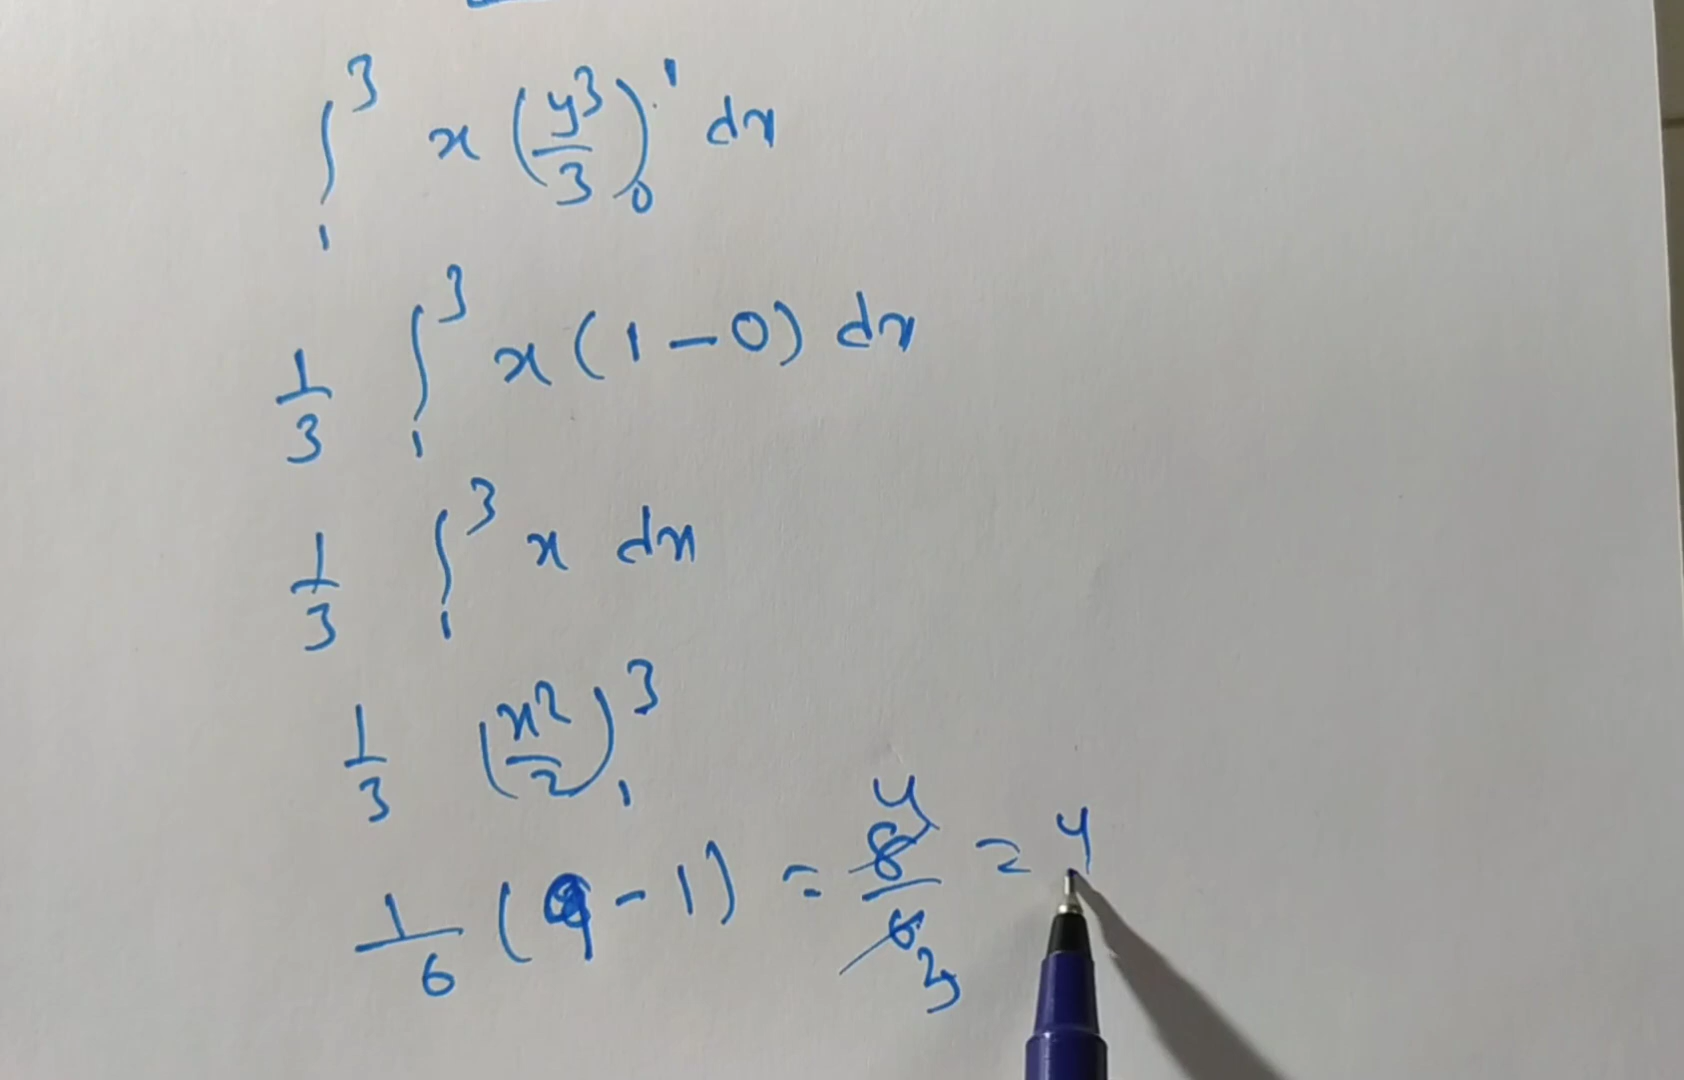 ∫₁³ x (y³/3)₀¹ dx
1/3 ∫₁³ x (1 – 0) dx
1/3 ∫₁³ x dx
1/3 (x²/2)₁³
1/6 (9 - 1) = 8/6 4 3 = 4